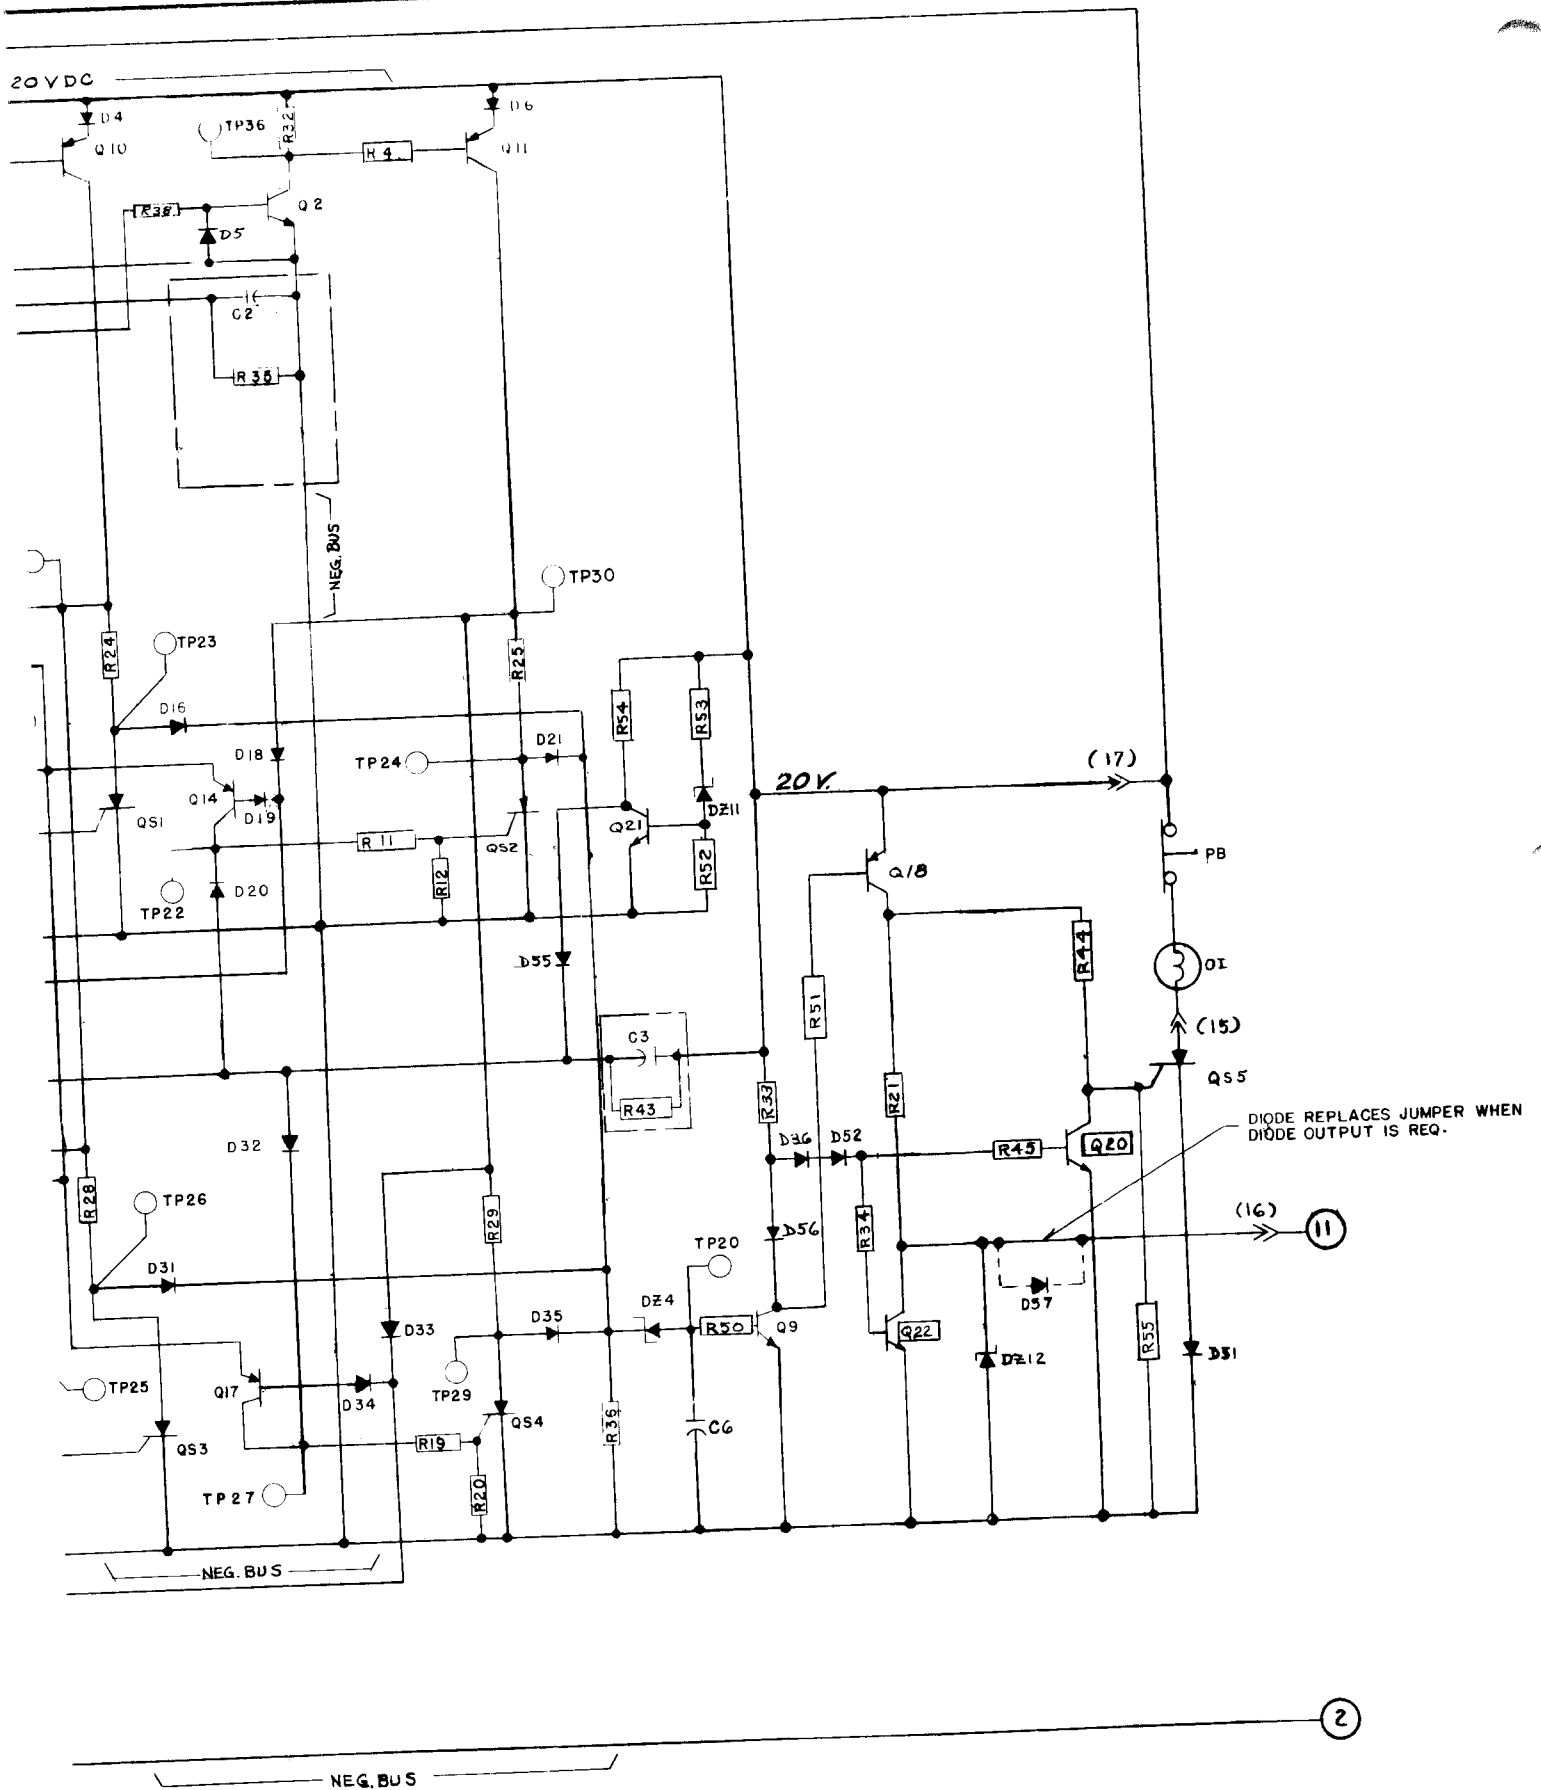 20 VDC
D4
Q10
TP36
R32
D6
R4
Q11
R38
Q2
D5
C2
R35
NEG. BUS
TP30
R24
TP23
R25
D16
R54
R53
D18
TP24
D21
(17)
20 V.
Q14
D19
QS1
R11
QS2
Q21
DZ11
PB
R12
R52
Q18
D20
TP22
R44
D55
OI
R51
(15)
C3
QS5
R43
R33
R21
DIODE REPLACES JUMPER WHEN
DIODE OUTPUT IS REQ.
D32
D36
D52
R45
Q20
R28
TP26
R29
R34
(16)
11
D56
TP20
D31
D57
D35
DZ4
D33
R50
Q9
Q22
R55
DZ12
D51
TP25
Q17
D34
TP29
QS4
R36
C6
QS3
R19
TP27
R20
NEG. BUS
2
NEG. BUS